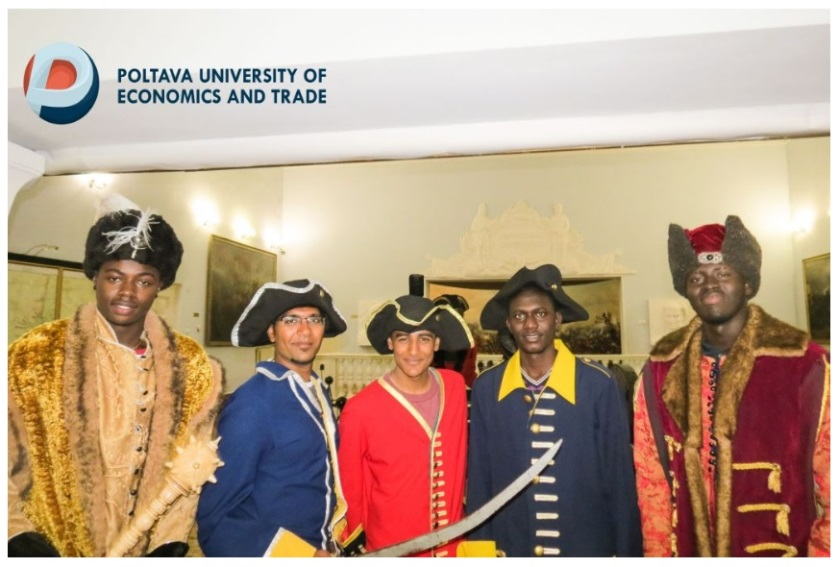 POLTAVA UNIVERSITY OF
ECONOMICS AND TRADE